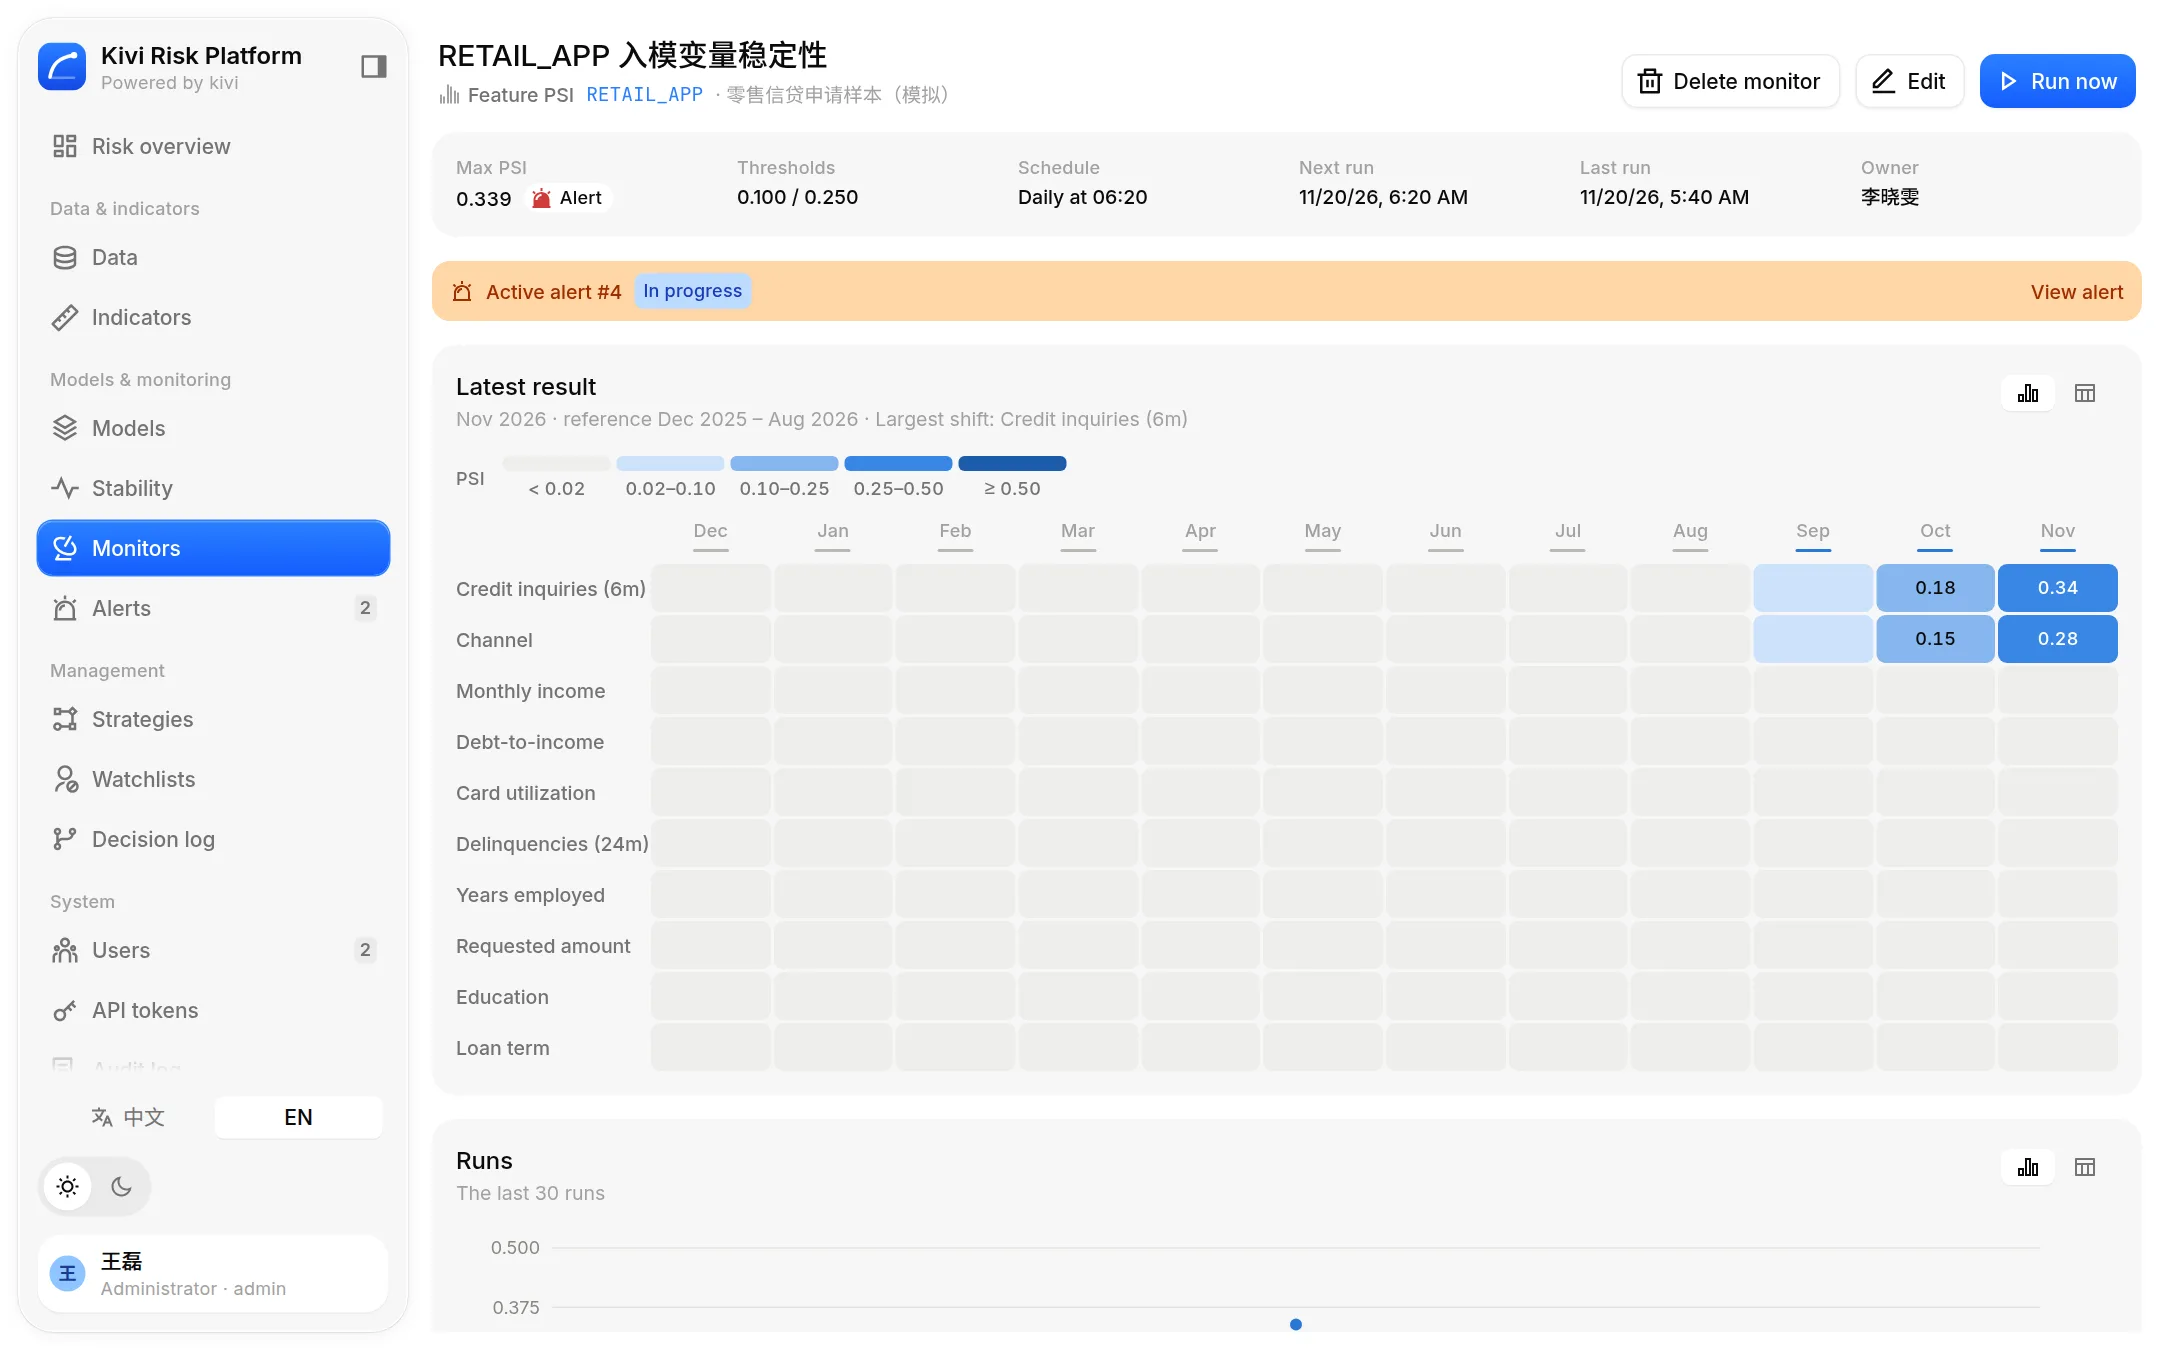 Kivi Risk Platform
Powered by kivi
Risk overview
Data & indicators
Data
Indicators
Models & monitoring
Models
Stability
Monitors
Alerts 2
Management
Strategies
Watchlists
Decision log
System
Users 2
API tokens
Audit log
中文 EN
王 王磊
Administrator · admin
RETAIL_APP 入模变量稳定性
Feature PSI RETAIL_APP · 零售信贷申请样本（模拟）
Delete monitor Edit Run now
Max PSI Thresholds Schedule Next run Last run Owner
0.339 Alert 0.100 / 0.250 Daily at 06:20 11/20/26, 6:20 AM 11/20/26, 5:40 AM 李晓雯
Active alert #4 In progress View alert
Latest result
Nov 2026 · reference Dec 2025 – Aug 2026 · Largest shift: Credit inquiries (6m)
PSI < 0.02 0.02–0.10 0.10–0.25 0.25–0.50 ≥ 0.50
Dec Jan Feb Mar Apr May Jun Jul Aug Sep Oct Nov
Credit inquiries (6m) 0.18 0.34
Channel 0.15 0.28
Monthly income
Debt-to-income
Card utilization
Delinquencies (24m)
Years employed
Requested amount
Education
Loan term
Runs
The last 30 runs
0.500
0.375